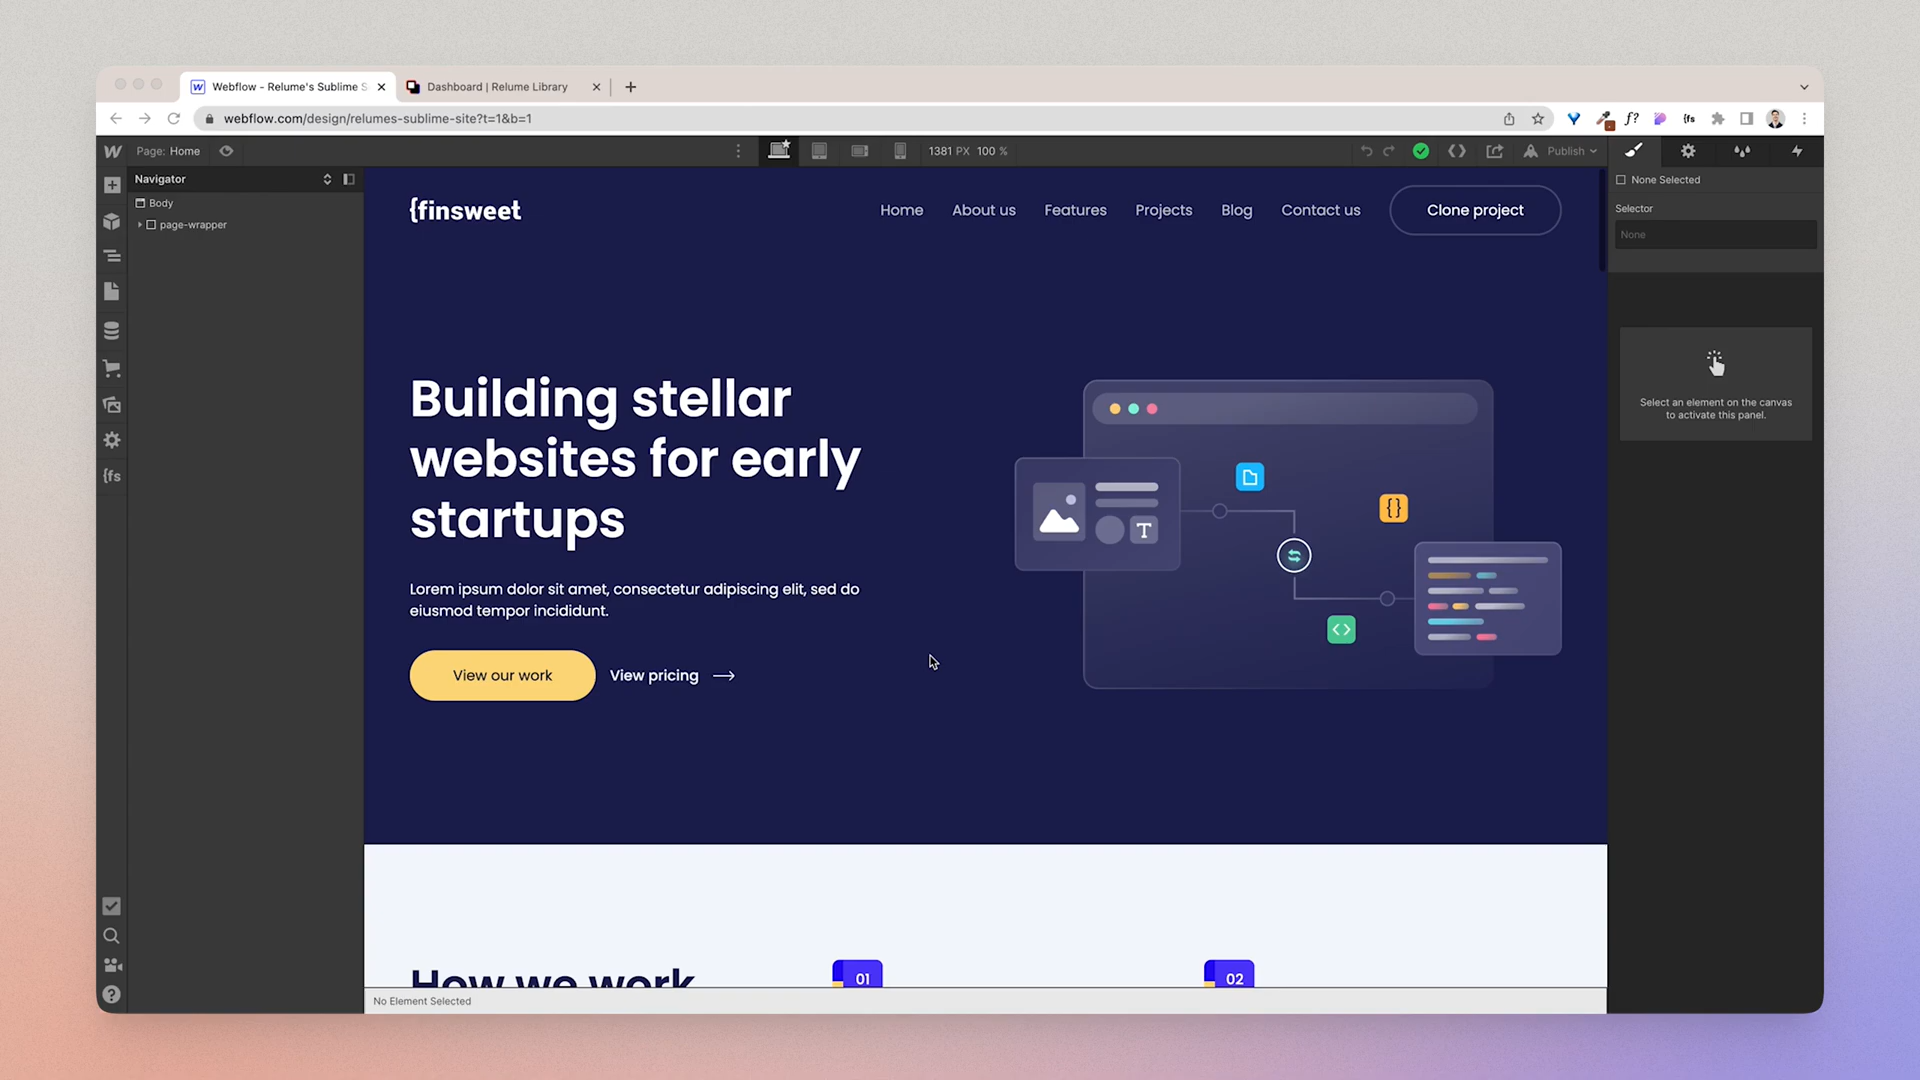 Webflow - Relume's Sublime S
Dashboard | Relume Library
webflow.com/design/relumes-sublime-site?t=1&b=1
Page: Home
1381 PX 100 %
Publish
Navigator
Body
page-wrapper
{fs
{finsweet
Home
About us
Features
Projects
Blog
Contact us
Clone project
Building stellar
websites for early
startups
Lorem ipsum dolor sit amet, consectetur adipiscing elit, sed do
eiusmod tempor incididunt.
View our work
View pricing
T
{}
How we work
01
02
No Element Selected
None Selected
Selector
None
Select an element on the canvas
to activate this panel.